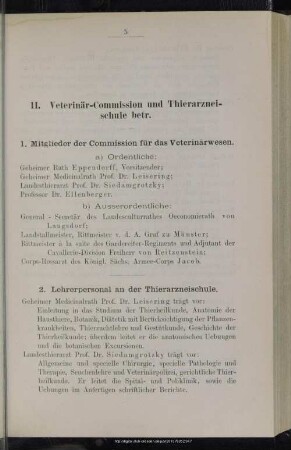 5
II. Veterinär-Commission und Thierarznei-
schule betr.
1. Mitglieder der Commission für das Veterinärwesen.
a) Ordentliche:
Geheimer Rath Eppendorff, Vorsitzender;
Geheimer Medicinalrath Prof. Dr. Leisering;
Landesthierarzt Prof. Dr. Siedamgrotzky;
Professor Dr. Ellenberger.
b) Ausserordentliche:
General-Secretär des Landesculturrathes Oeconomierath von
Langsdorf;
Landstallmeister, Rittmeister v. d. A. Graf zu Münster;
Rittmeister à la suite des Gardereiter-Regiments und Adjutant der
Cavallerie-Division Freiherr von Reitzenstein;
Corps-Rossarzt des Königl. Sächs. Armee-Corps Jacob.
2. Lehrerpersonal an der Thierarzneischule.
Geheimer Medicinalrath Prof. Dr. Leisering trägt vor:
Einleitung in das Studium der Thierheilkunde, Anatomie der
Hausthiere, Botanik, Diätetik mit Berücksichtigung der Pflanzen-
krankheiten, Thierzuchtlehre und Gestütkunde, Geschichte der
Thierheilkunde; überdem leitet er die anatomischen Uebungen
und die botanischen Excursionen.
Landesthierarzt Prof. Dr. Siedamgrotzky trägt vor:
Allgemeine und specielle Chirurgie, specielle Pathologie und
Therapie, Seuchenlehre und Veterinärpolizei, gerichtliche Thier-
heilkunde. Er leitet die Spital- und Poliklinik, sowie die
Uebungen im Anfertigen schriftlicher Berichte.